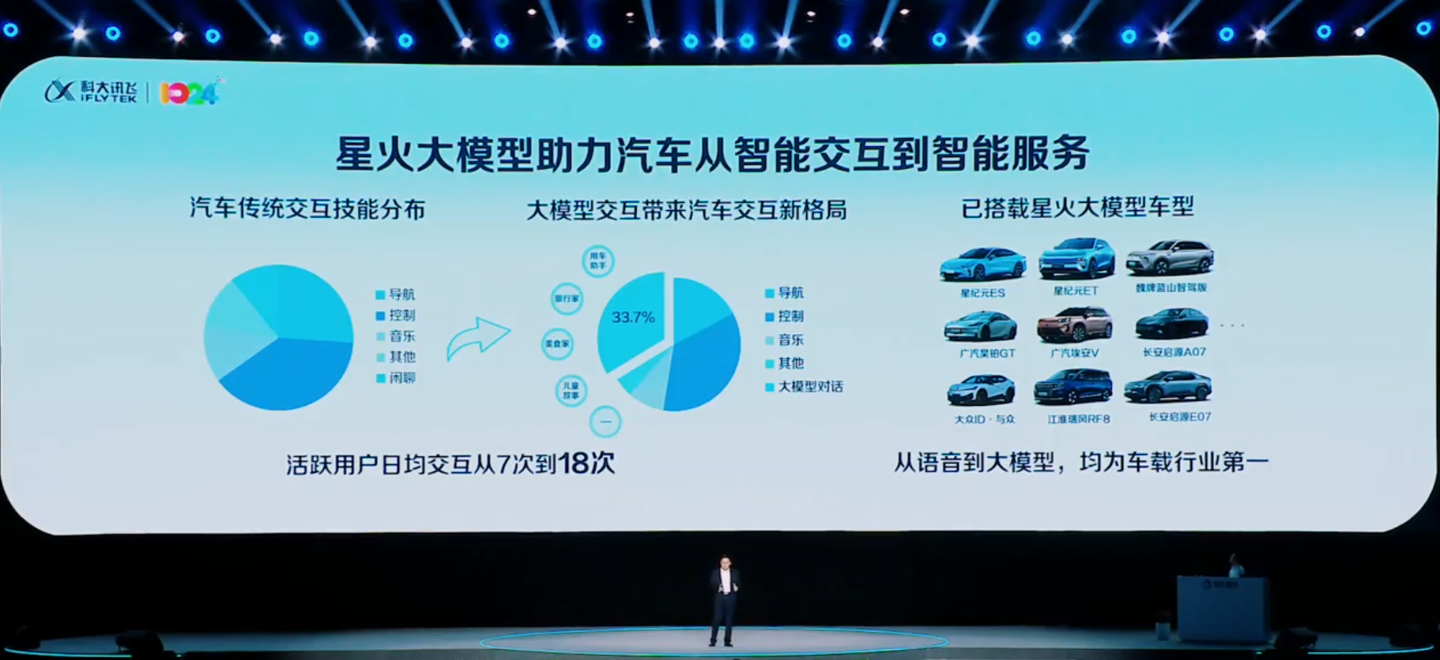 科大讯飞
iFLYTEK
1024
星火大模型助力汽车从智能交互到智能服务
汽车传统交互技能分布
导航
控制
音乐
其他
闲聊
大模型交互带来汽车交互新格局
用车
助手
旅行家
美食家
儿童
故事
33.7%
导航
控制
音乐
其他
大模型对话
活跃用户日均交互从7次到18次
已搭载星火大模型车型
星纪元ES
星纪元ET
魏牌蓝山智驾版
广汽昊铂GT
广汽埃安V
长安启源A07
···
大众ID·与众
江淮瑞风RF8
长安启源E07
从语音到大模型，均为车载行业第一